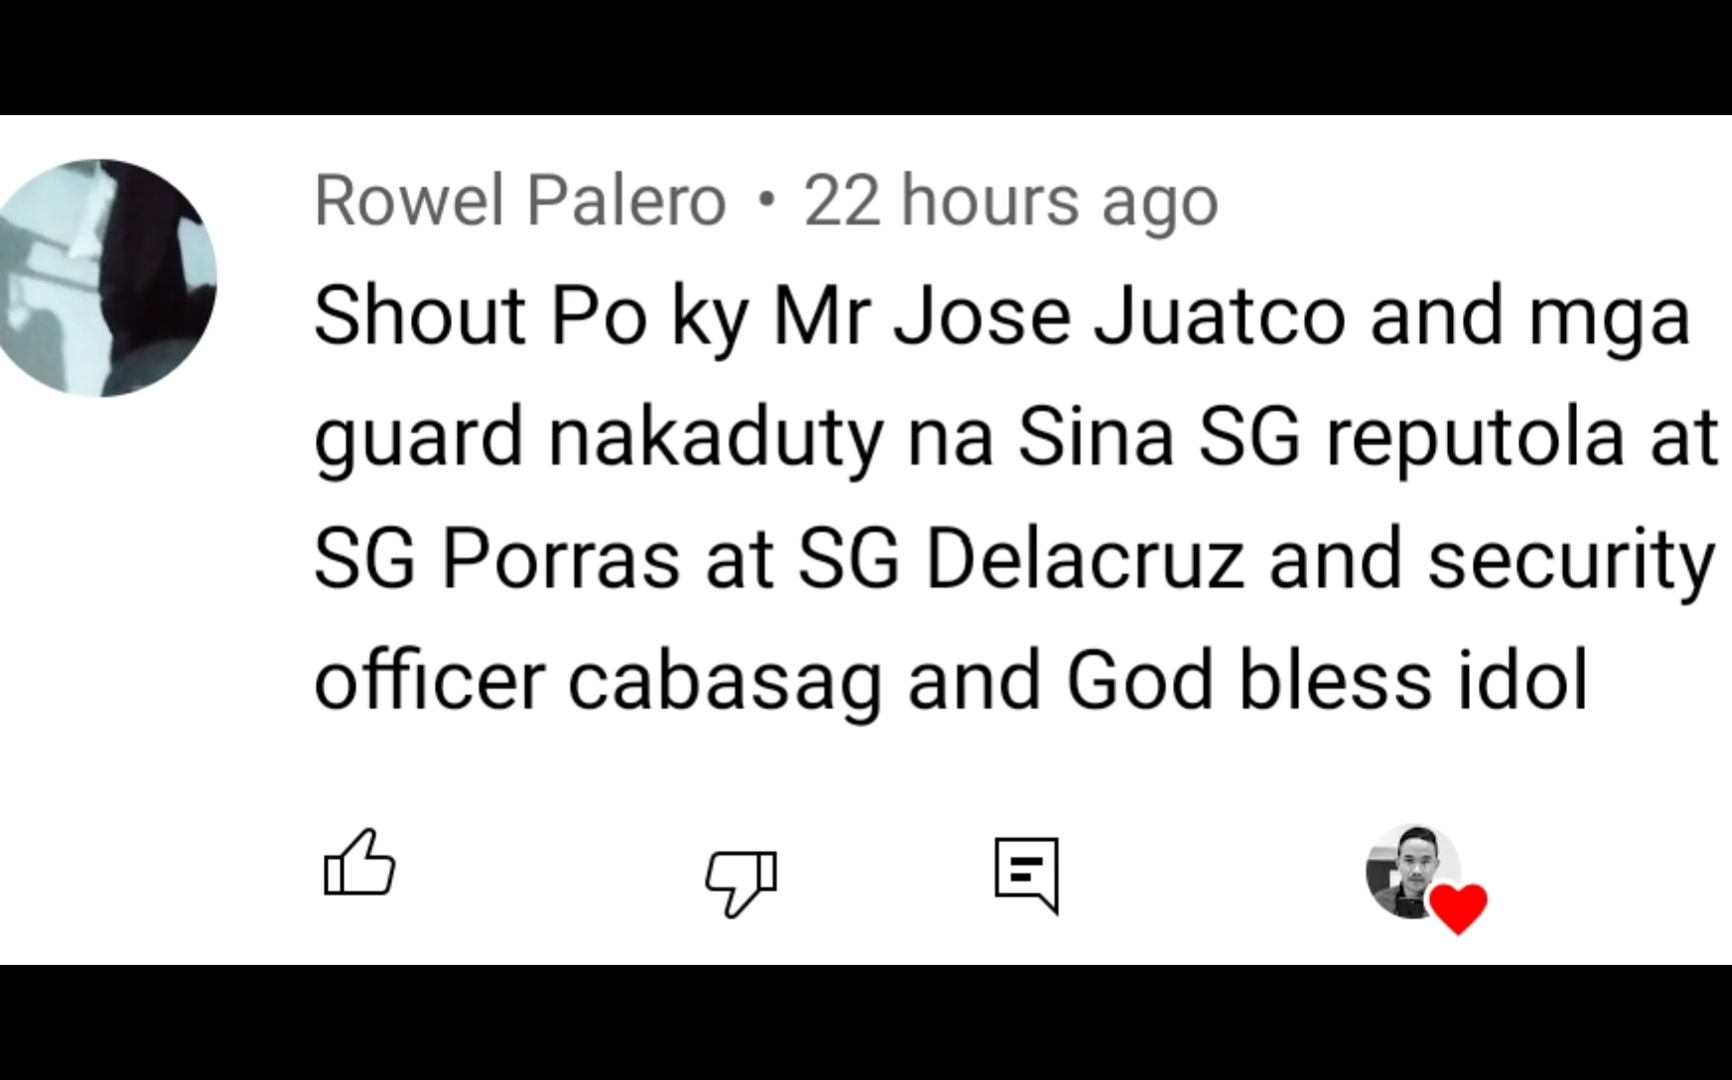 Rowel Palero • 22 hours ago
Shout Po ky Mr Jose Juatco and mga
guard nakaduty na Sina SG reputola at
SG Porras at SG Delacruz and security
officer cabasag and God bless idol